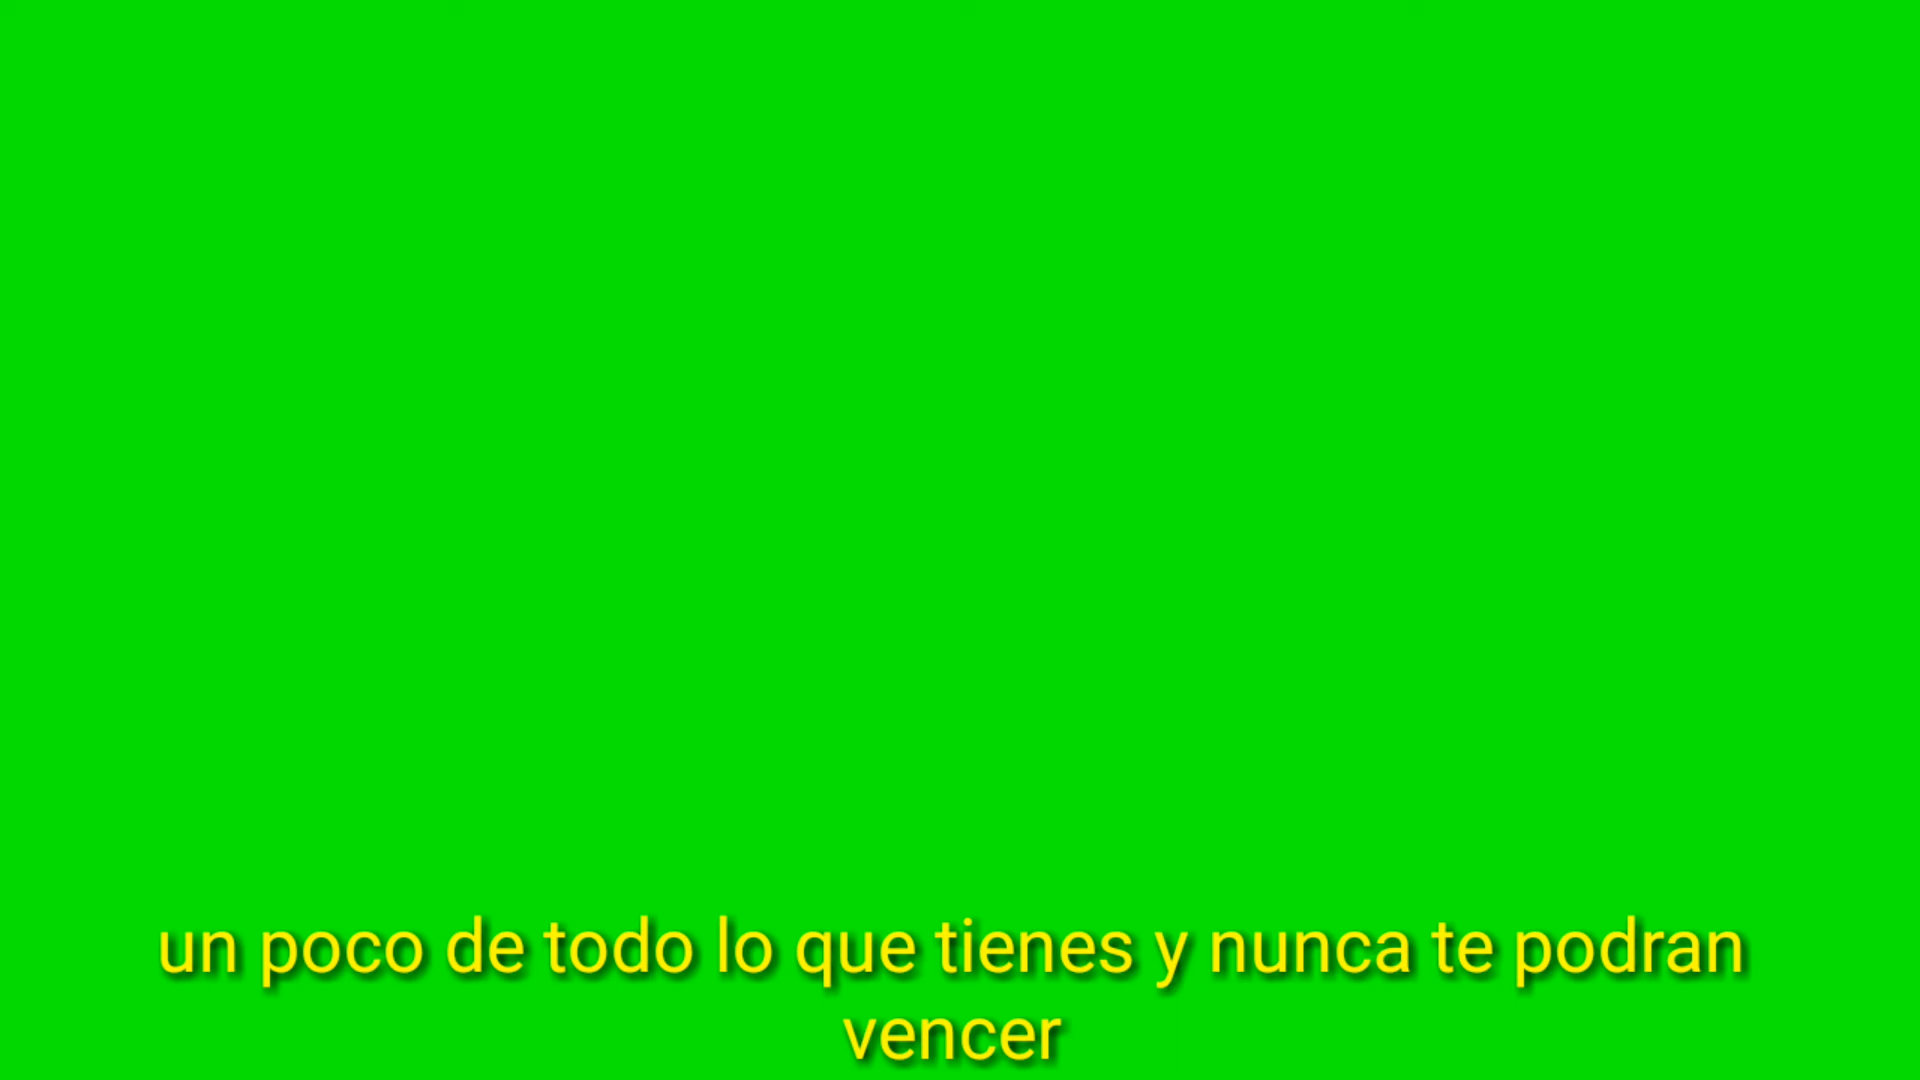 un poco de todo lo que tienes y nunca te podran
vencer